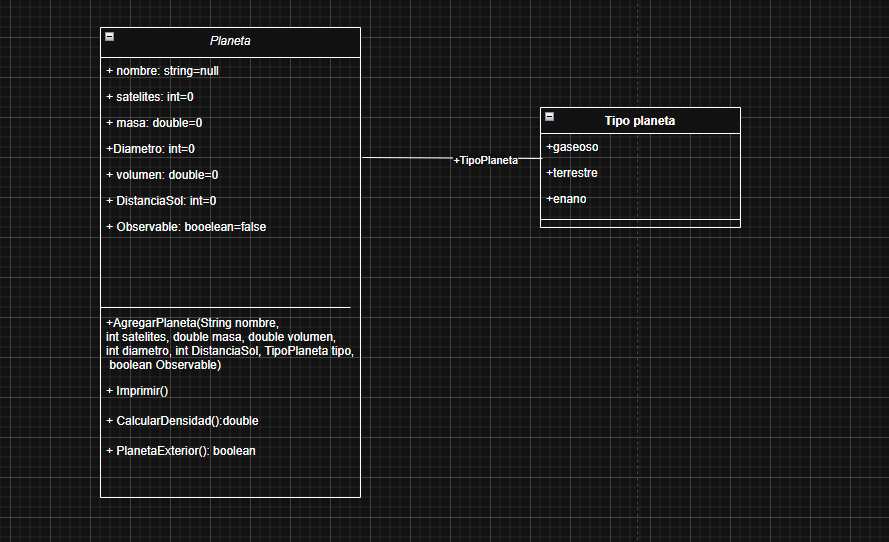 Planeta
+ nombre: string=null
+ satelites: int=0
+ masa: double=0
+Diametro: int=0
+ volumen: double=0
+ DistanciaSol: int=0
+ Observable: booelean=false
+AgregarPlaneta(String nombre,
int satelites, double masa, double volumen,
int diametro, int DistanciaSol, TipoPlaneta tipo,
boolean Observable)
+ Imprimir()
+ CalcularDensidad():double
+ PlanetaExterior(): boolean
+TipoPlaneta
Tipo planeta
+gaseoso
+terrestre
+enano